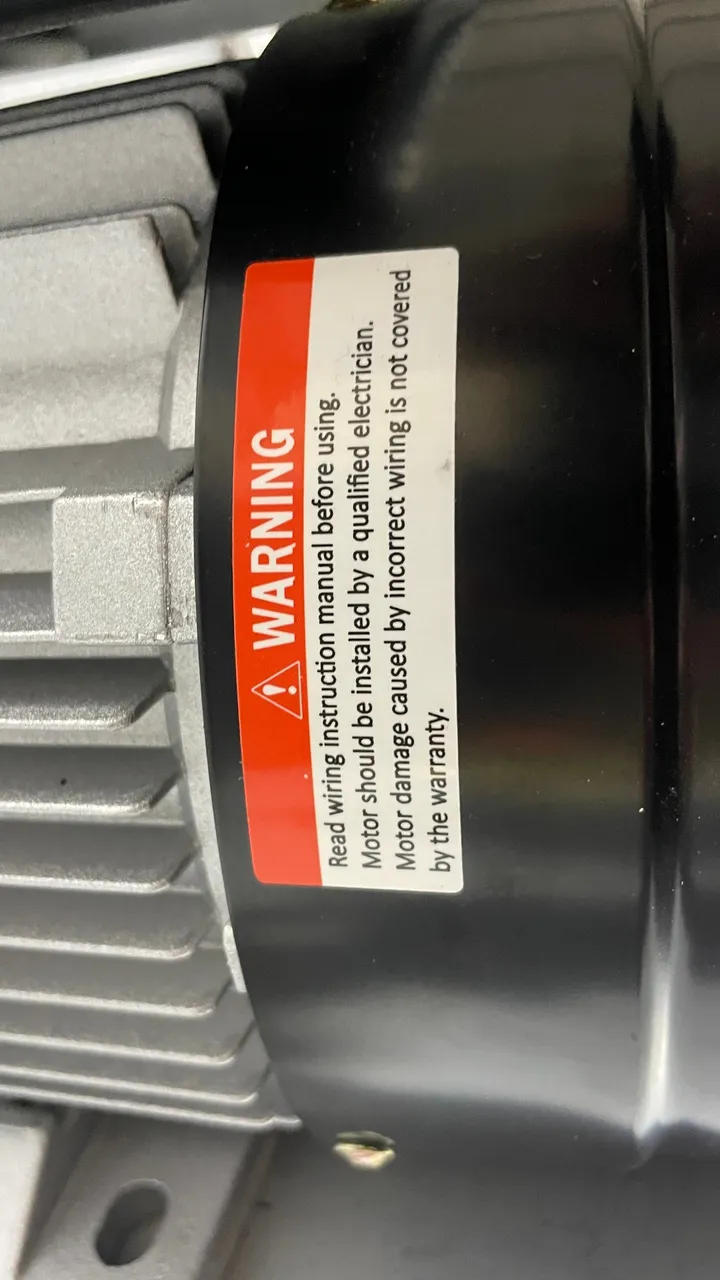 WARNING
Read wiring instruction manual before using.
Motor should be installed by a qualified electrician.
Motor damage caused by incorrect wiring is not covered
by the warranty.